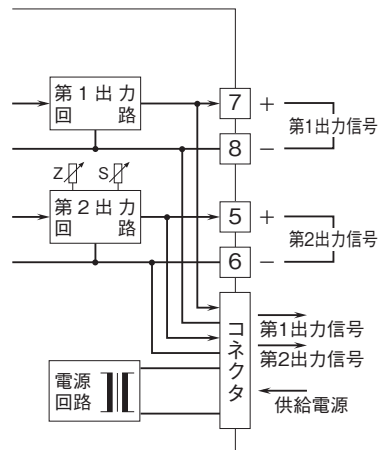 第1出力
回路
7
+
第1出力信号
8
−
Z
S
第2出力
回路
5
+
第2出力信号
6
−
コネクタ
第1出力信号
第2出力信号
供給電源
電源
回路